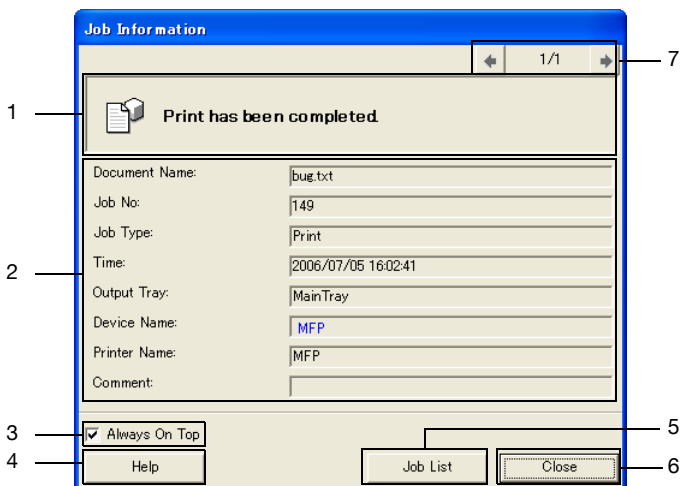 Job Information
1/1
7
1
Print has been completed.
Document Name: bug.txt
Job No: 149
Job Type: Print
Time: 2006/07/05 16:02:41
2
Output Tray: MainTray
Device Name: MFP
Printer Name: MFP
Comment:
3
Always On Top
5
4
Help
Job List
Close
6